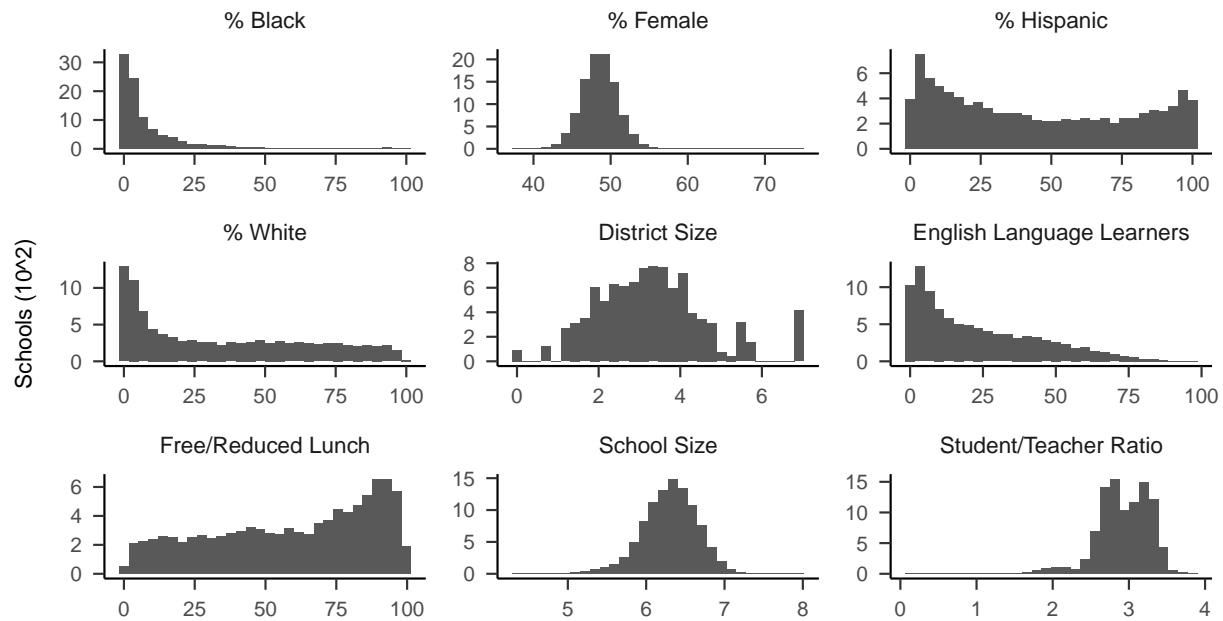 % Black
% Female
% Hispanic
30
20
10
0
0 25 50 75 100
20
15
10
5
0
40 50 60 70
6
4
2
0
0 25 50 75 100
Schools (10^2)
% White
District Size
English Language Learners
10
5
0
0 25 50 75 100
8
6
4
2
0
0 2 4 6
10
5
0
0 25 50 75 100
Free/Reduced Lunch
School Size
Student/Teacher Ratio
6
4
2
0
0 25 50 75 100
15
10
5
0
5 6 7 8
15
10
5
0
0 1 2 3 4